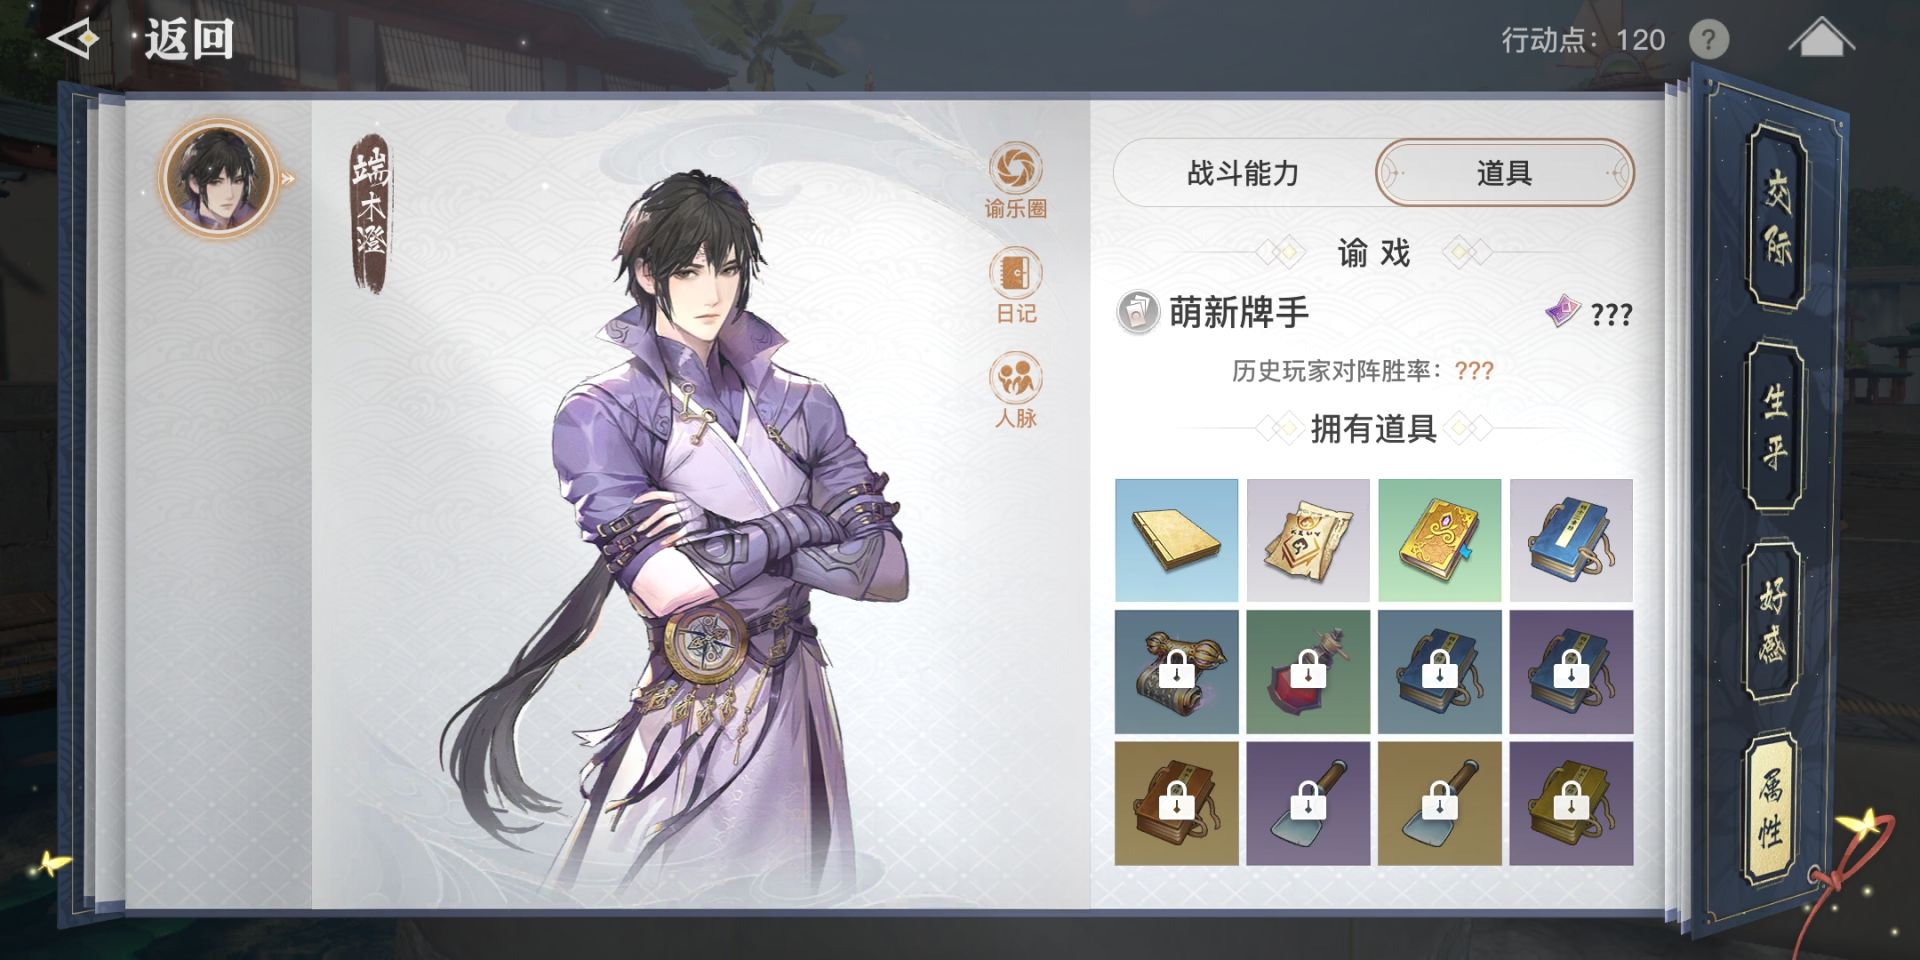 返回
行动点：120
?
端木澄
谕乐圈
日记
人脉
战斗能力
道具
谕戏
萌新牌手
???
历史玩家对阵胜率：???
拥有道具
交际
生平
好感
属性